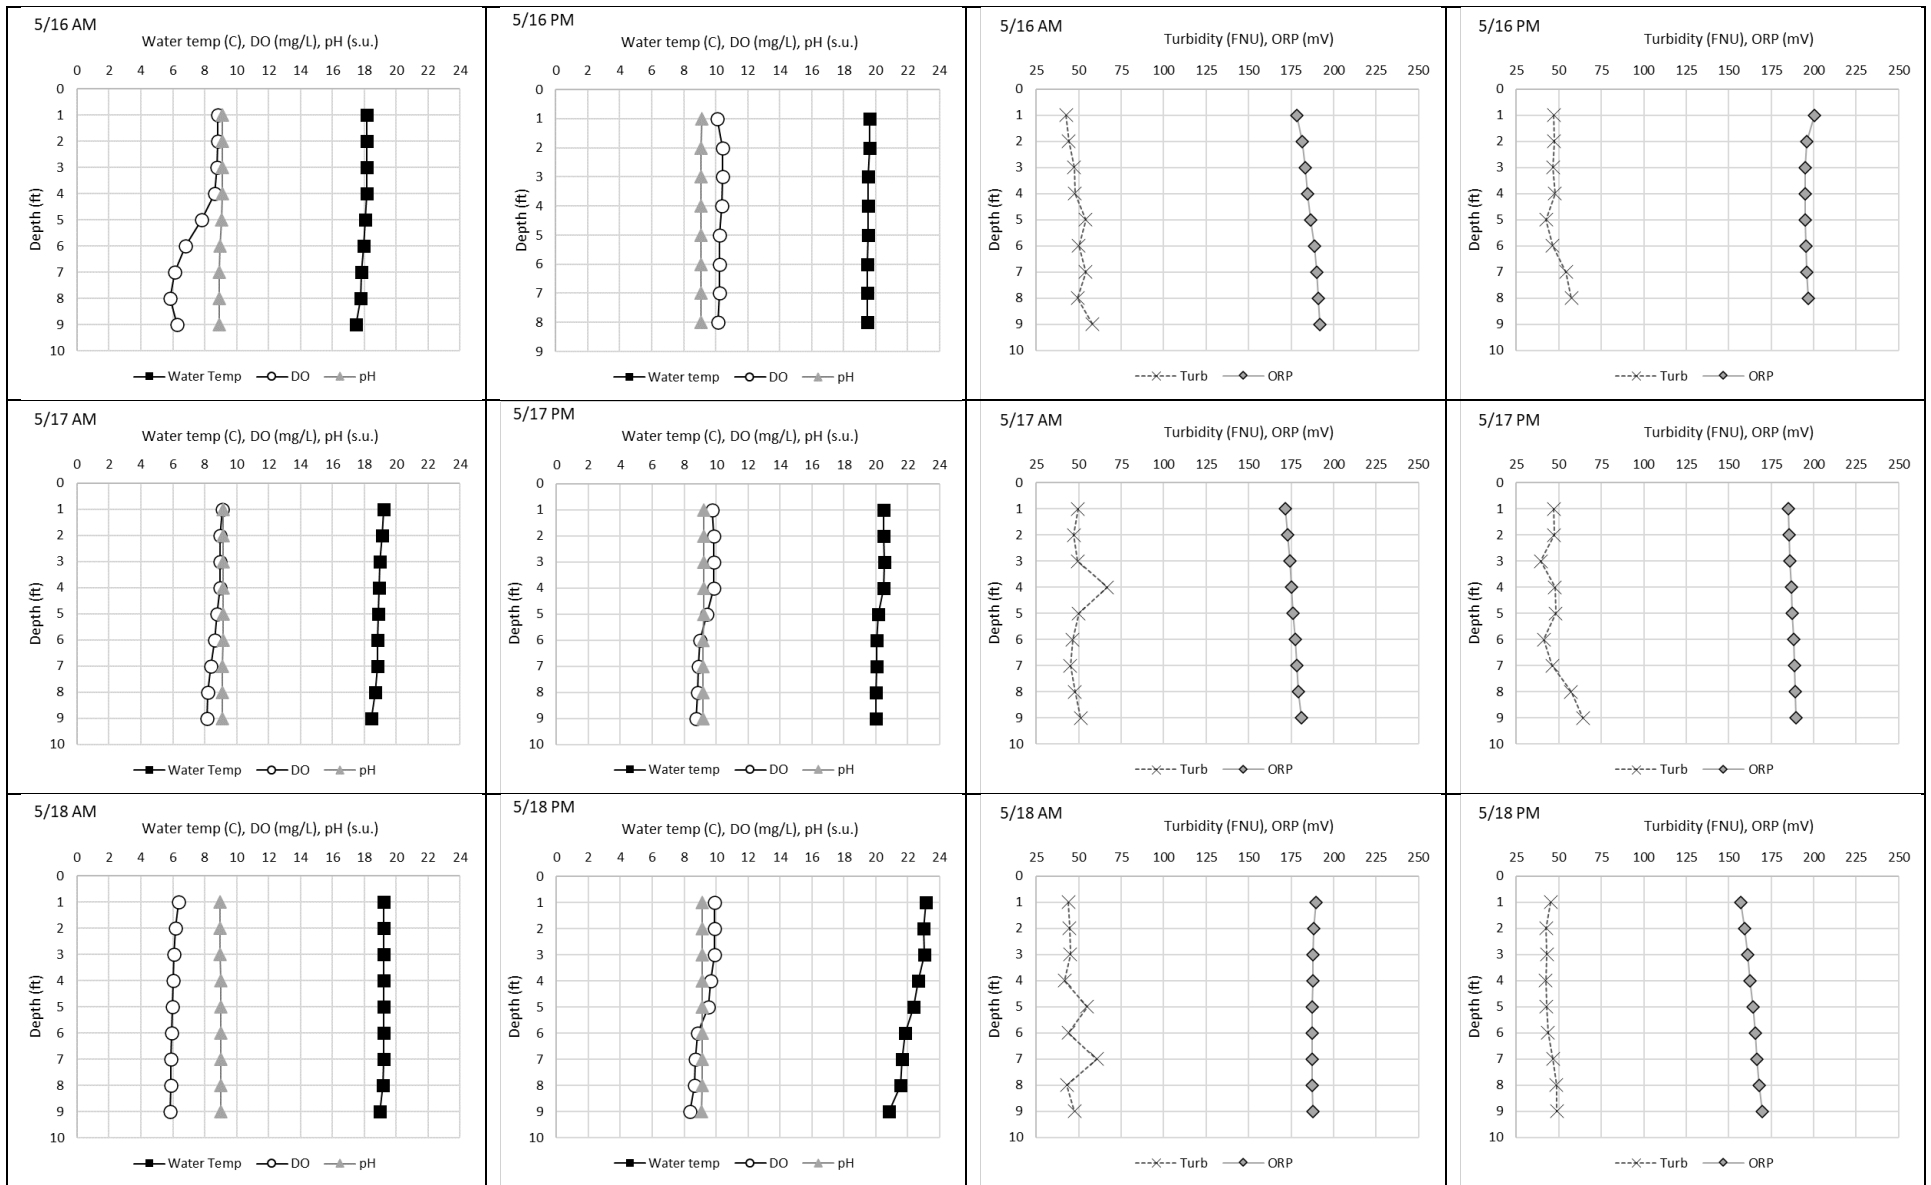 5/16 AM
Water temp (C), DO (mg/L), pH (s.u.)
0 2 4 6 8 10 12 14 16 18 20 22 24
0
1
2
3
4
5
6
7
8
9
10
Depth (ft)
Water Temp DO pH
5/16 PM
Water temp (C), DO (mg/L), pH (s.u.)
0 2 4 6 8 10 12 14 16 18 20 22 24
0
1
2
3
4
5
6
7
8
9
Depth (ft)
Water temp DO pH
5/16 AM
Turbidity (FNU), ORP (mV)
25 50 75 100 125 150 175 200 225 250
0
1
2
3
4
5
6
7
8
9
10
Depth (ft)
Turb ORP
5/16 PM
Turbidity (FNU), ORP (mV)
25 50 75 100 125 150 175 200 225 250
0
1
2
3
4
5
6
7
8
9
10
Depth (ft)
Turb ORP
5/17 AM
Water temp (C), DO (mg/L), pH (s.u.)
0 2 4 6 8 10 12 14 16 18 20 22 24
0
1
2
3
4
5
6
7
8
9
10
Depth (ft)
Water Temp DO pH
5/17 PM
Water temp (C), DO (mg/L), pH (s.u.)
0 2 4 6 8 10 12 14 16 18 20 22 24
0
1
2
3
4
5
6
7
8
9
10
Depth (ft)
Water temp DO pH
5/17 AM
Turbidity (FNU), ORP (mV)
25 50 75 100 125 150 175 200 225 250
0
1
2
3
4
5
6
7
8
9
10
Depth (ft)
Turb ORP
5/17 PM
Turbidity (FNU), ORP (mV)
25 50 75 100 125 150 175 200 225 250
0
1
2
3
4
5
6
7
8
9
10
Depth (ft)
Turb ORP
5/18 AM
Water temp (C), DO (mg/L), pH (s.u.)
0 2 4 6 8 10 12 14 16 18 20 22 24
0
1
2
3
4
5
6
7
8
9
10
Depth (ft)
Water Temp DO pH
5/18 PM
Water temp (C), DO (mg/L), pH (s.u.)
0 2 4 6 8 10 12 14 16 18 20 22 24
0
1
2
3
4
5
6
7
8
9
10
Depth (ft)
Water temp DO pH
5/18 AM
Turbidity (FNU), ORP (mV)
25 50 75 100 125 150 175 200 225 250
0
1
2
3
4
5
6
7
8
9
10
Depth (ft)
Turb ORP
5/18 PM
Turbidity (FNU), ORP (mV)
25 50 75 100 125 150 175 200 225 250
0
1
2
3
4
5
6
7
8
9
10
Depth (ft)
Turb ORP